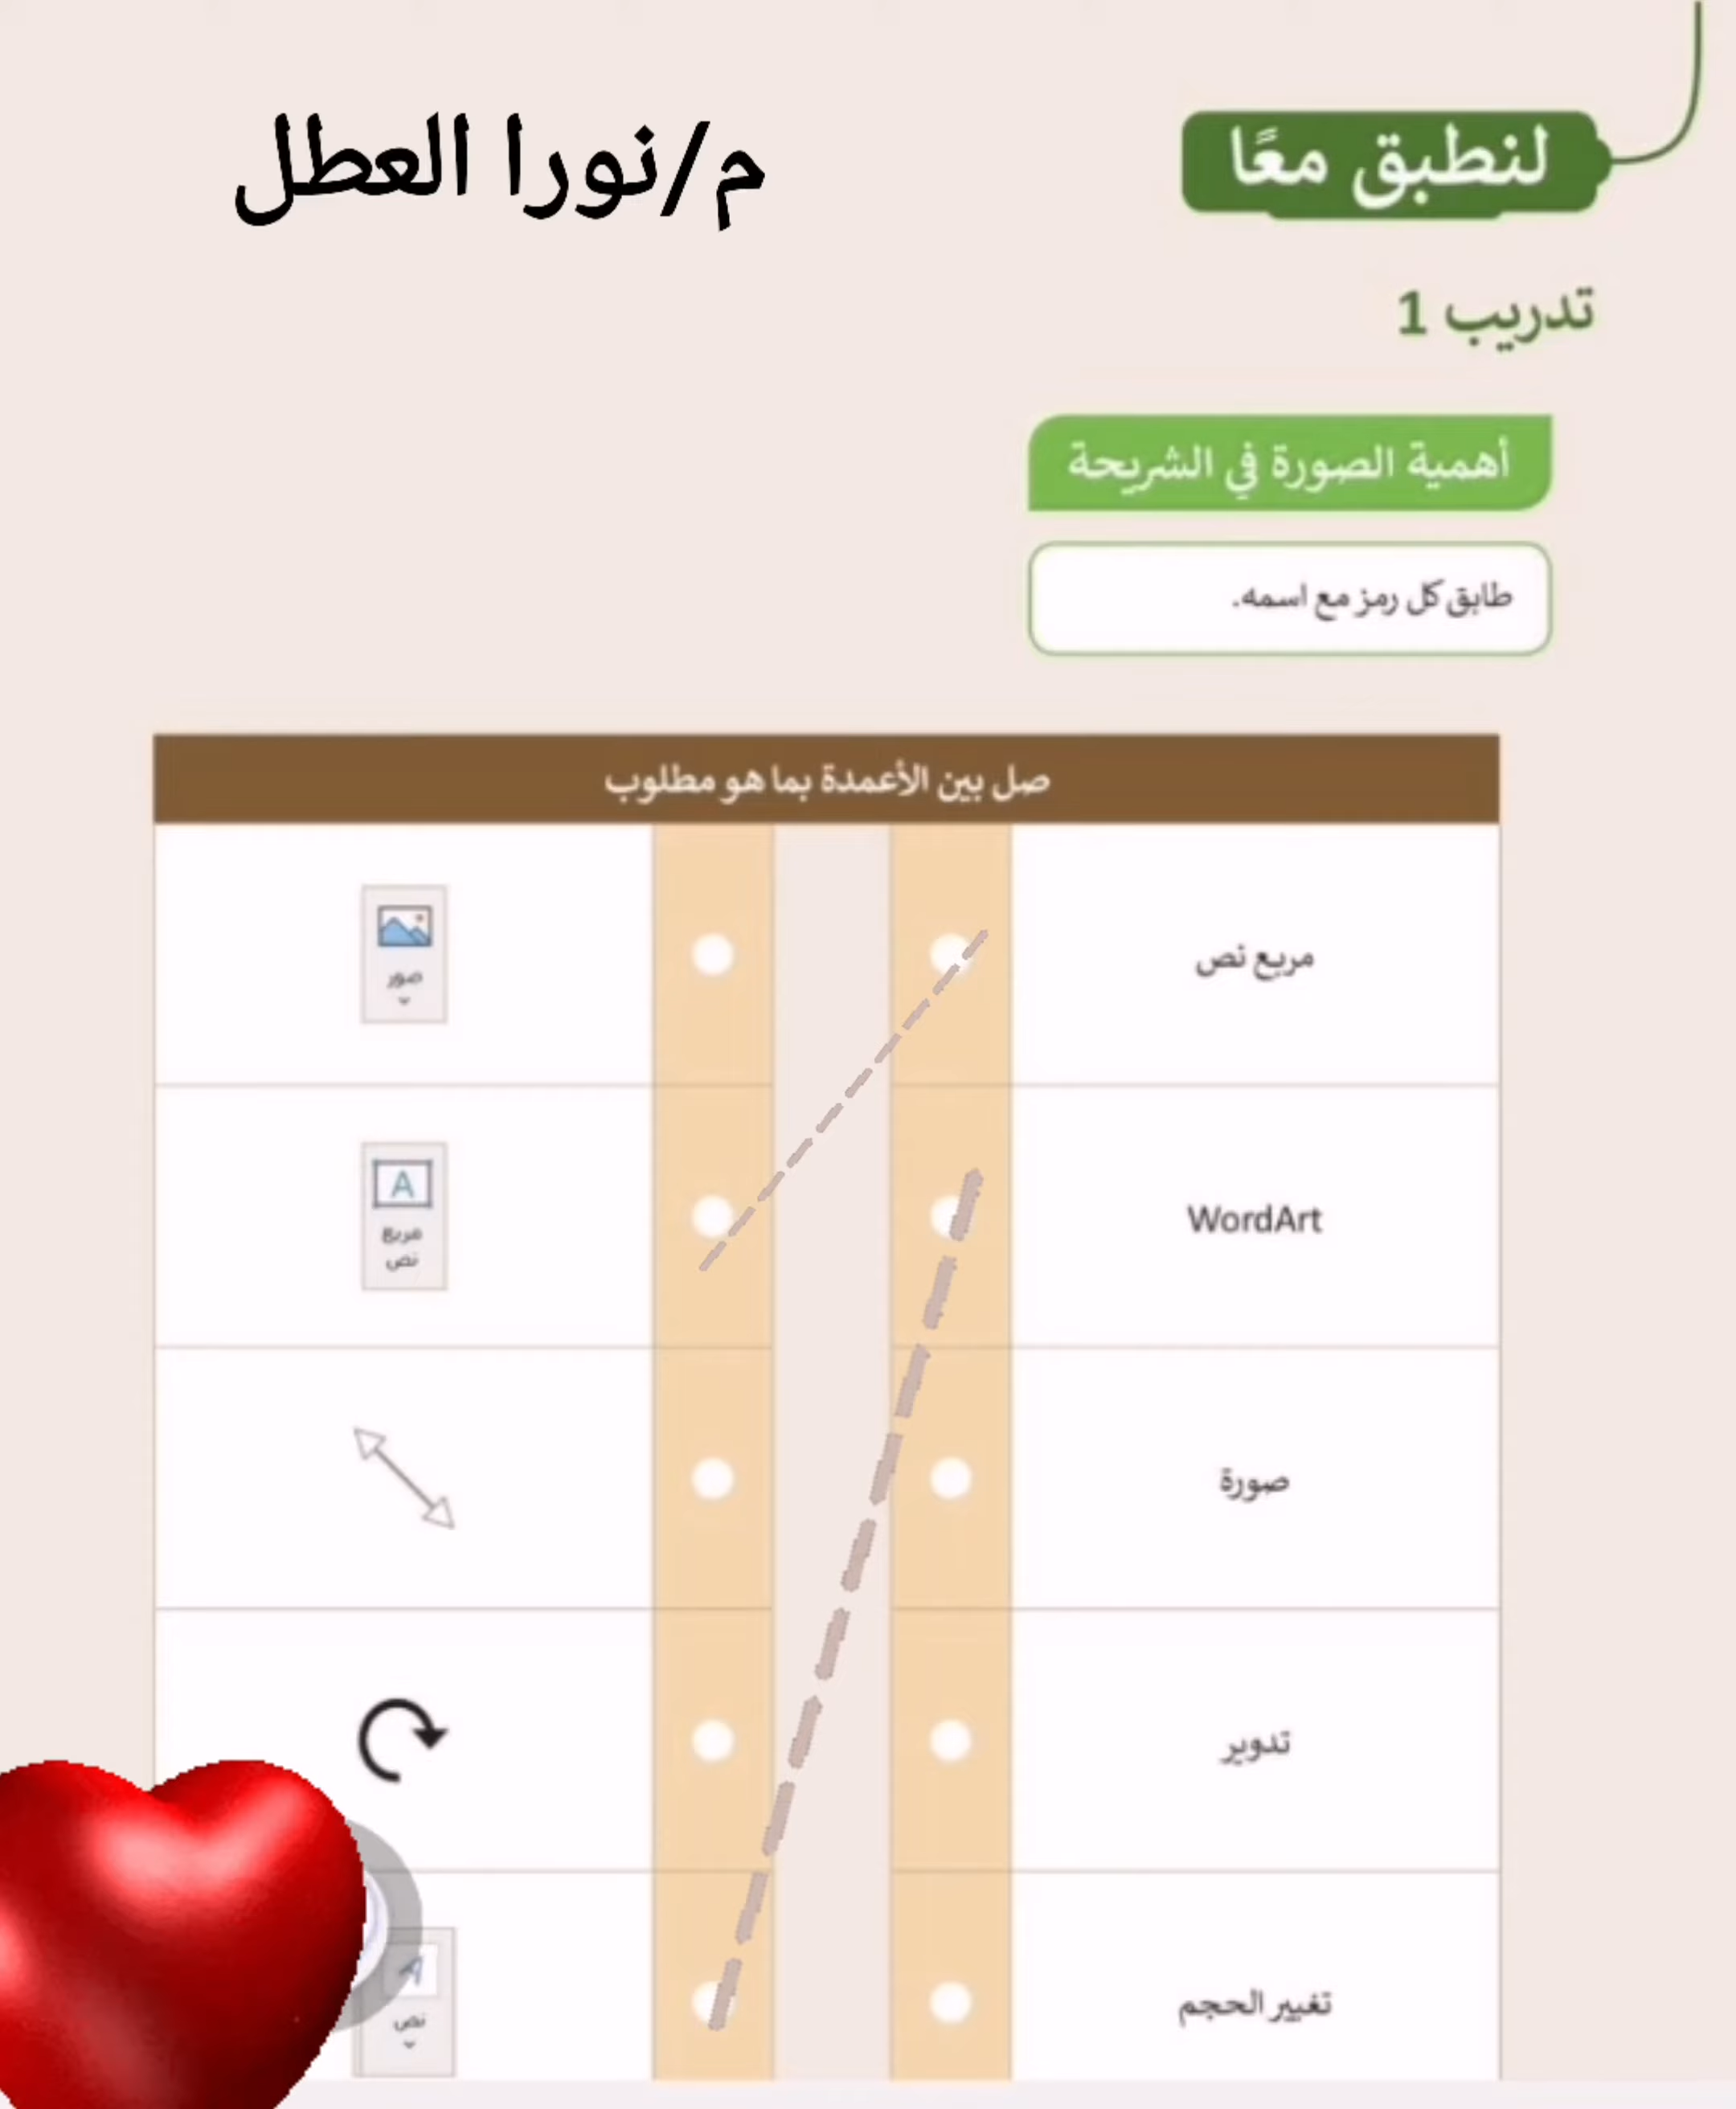 م/نورا العطل
لنطبق معًا
تدريب 1
أهمية الصورة في الشريحة
طابق كل رمز مع اسمه.
صل بين الأعمدة بما هو مطلوب
مربع نص
صور
WordArt
A
مربع
نص
صورة
تدوير
تغيير الحجم
A
نص